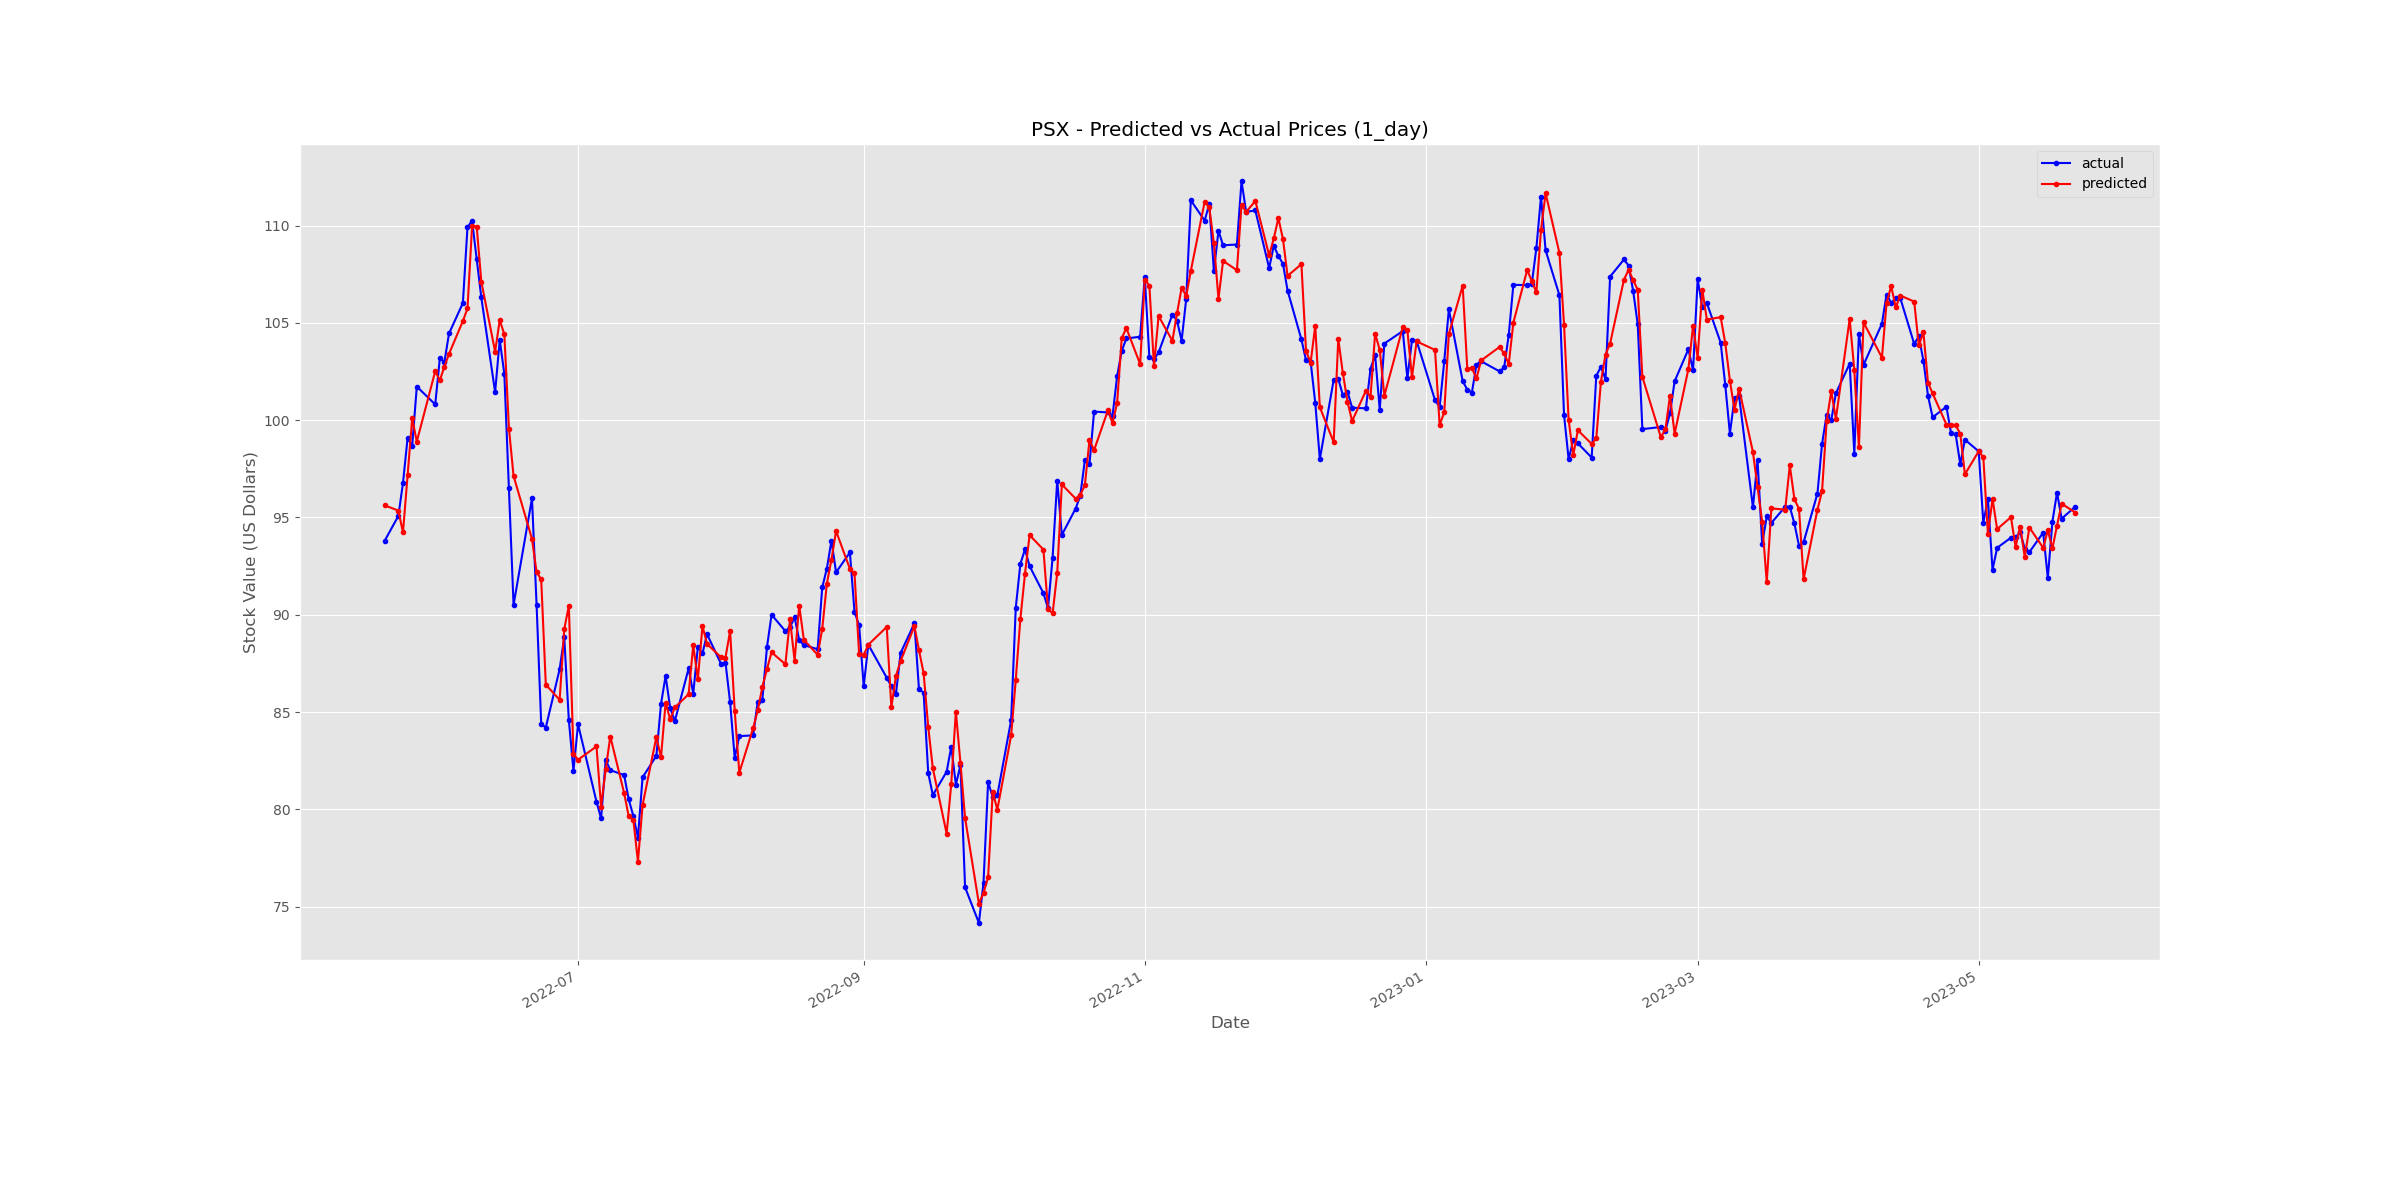 PSX - Predicted vs Actual Prices (1_day)
actual
predicted
Stock Value (US Dollars)
110
105
100
95
90
85
80
75
2022-07
2022-09
2022-11
2023-01
2023-03
2023-05
Date